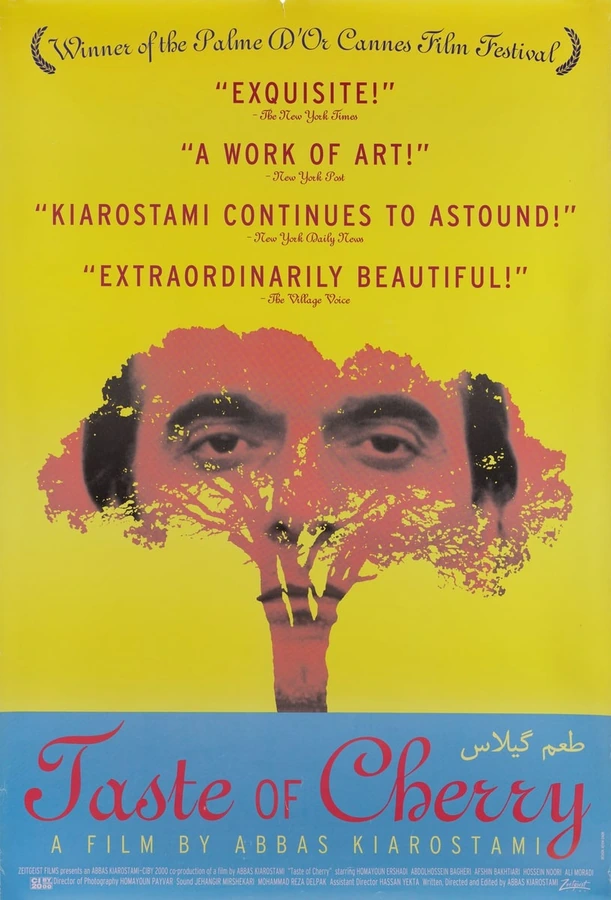 Winner of the Palme D'Or Cannes Film Festival
"EXQUISITE!"
- The New York Times
"A WORK OF ART!"
- New York Post
"KIAROSTAMI CONTINUES TO ASTOUND!"
- New York Daily News
"EXTRAORDINARILY BEAUTIFUL!"
- The Village Voice
طعم گیلاس
Taste OF Cherry
A FILM BY ABBAS KIAROSTAMI
ZEITGEIST FILMS presents an ABBAS KIAROSTAMI-CIBY 2000 co-production of a film by ABBAS KIAROSTAMI "Taste of Cherry" starring HOMAYOUN ERSHADI ABDOLHOSSEIN BAGHERI AFSHIN BAKHTIARI HOSSEIN NOORI ALI MORADI
CIBY 2000 Director of Photography HOMAYOUN PAYVAR Sound JEHANGIR MIRSHEKARI MOHAMMAD REZA DELPAK Assistant Director HASSAN YEKTA Written, Directed and Edited by ABBAS KIAROSTAMI Zeitgeist